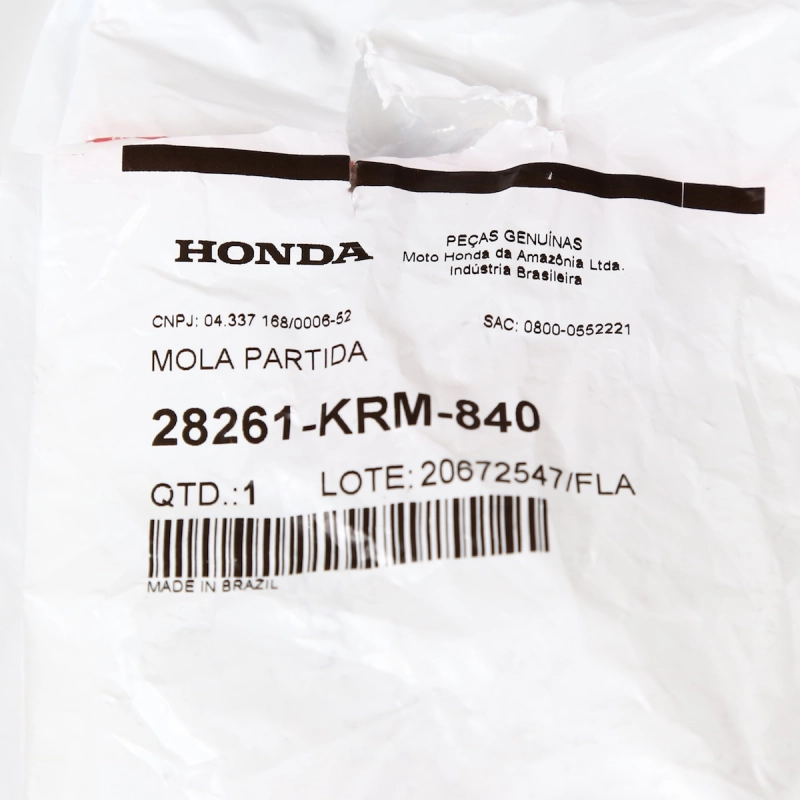 HONDA
PEÇAS GENUÍNAS
Moto Honda da Amazônia Ltda.
Indústria Brasileira
CNPJ: 04.337 168/0006-52
SAC: 0800-0552221
MOLA PARTIDA
28261-KRM-840
QTD.:1 LOTE: 20672547/FLA
MADE IN BRAZIL